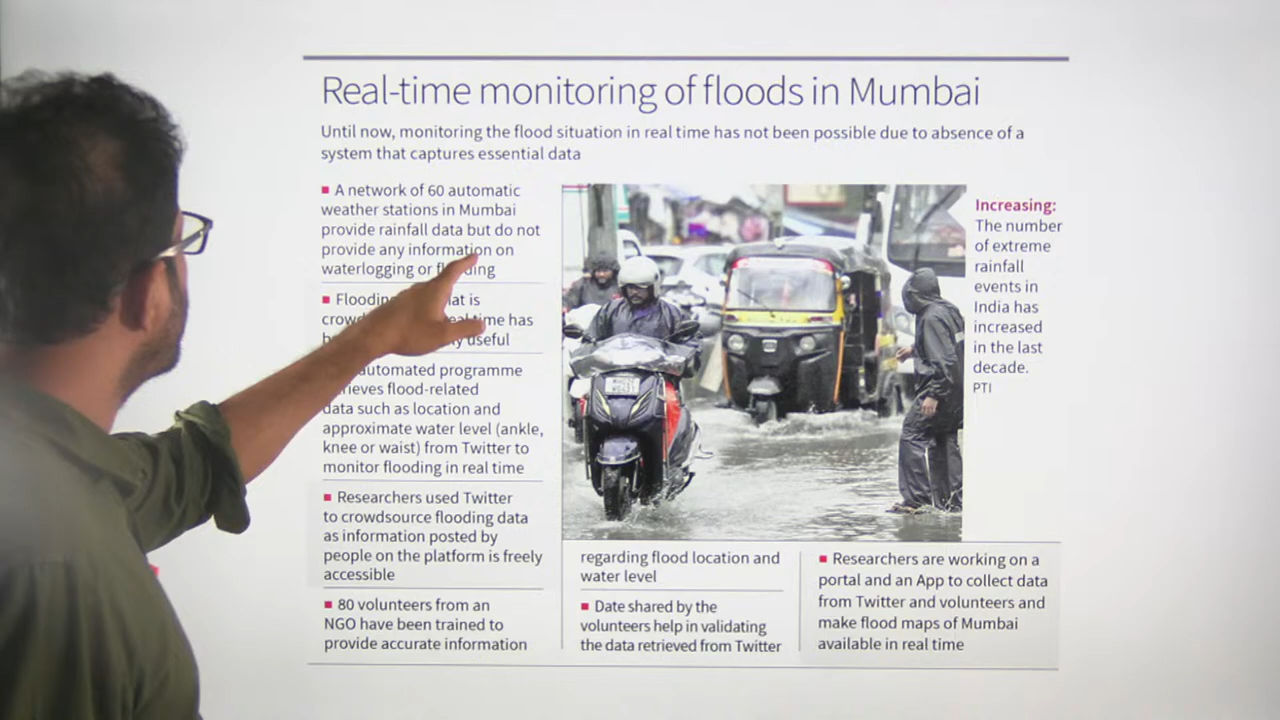 Real-time monitoring of floods in Mumbai
Until now, monitoring the flood situation in real time has not been possible due to absence of a
system that captures essential data
A network of 60 automatic
weather stations in Mumbai
provide rainfall data but do not
provide any information on
waterlogging or
is
has
useful
automated programme
flood-related
data such as location and
approximate water level (ankle,
knee or waist) from Twitter to
monitor flooding in real time
Researchers used Twitter
to crowdsource flooding data
as information posted by
people on the platform is freely
accessible
80 volunteers from an
NGO have been trained to
provide accurate information
regarding flood location and
water level
Date shared by the
volunteers help in validating
the data retrieved from Twitter
Researchers are working on a
portal and an App to collect data
from Twitter and volunteers and
make flood maps of Mumbai
available in real time
Increasing:
The number
of extreme
rainfall
events in
India has
increased
in the last
decade.
PTI